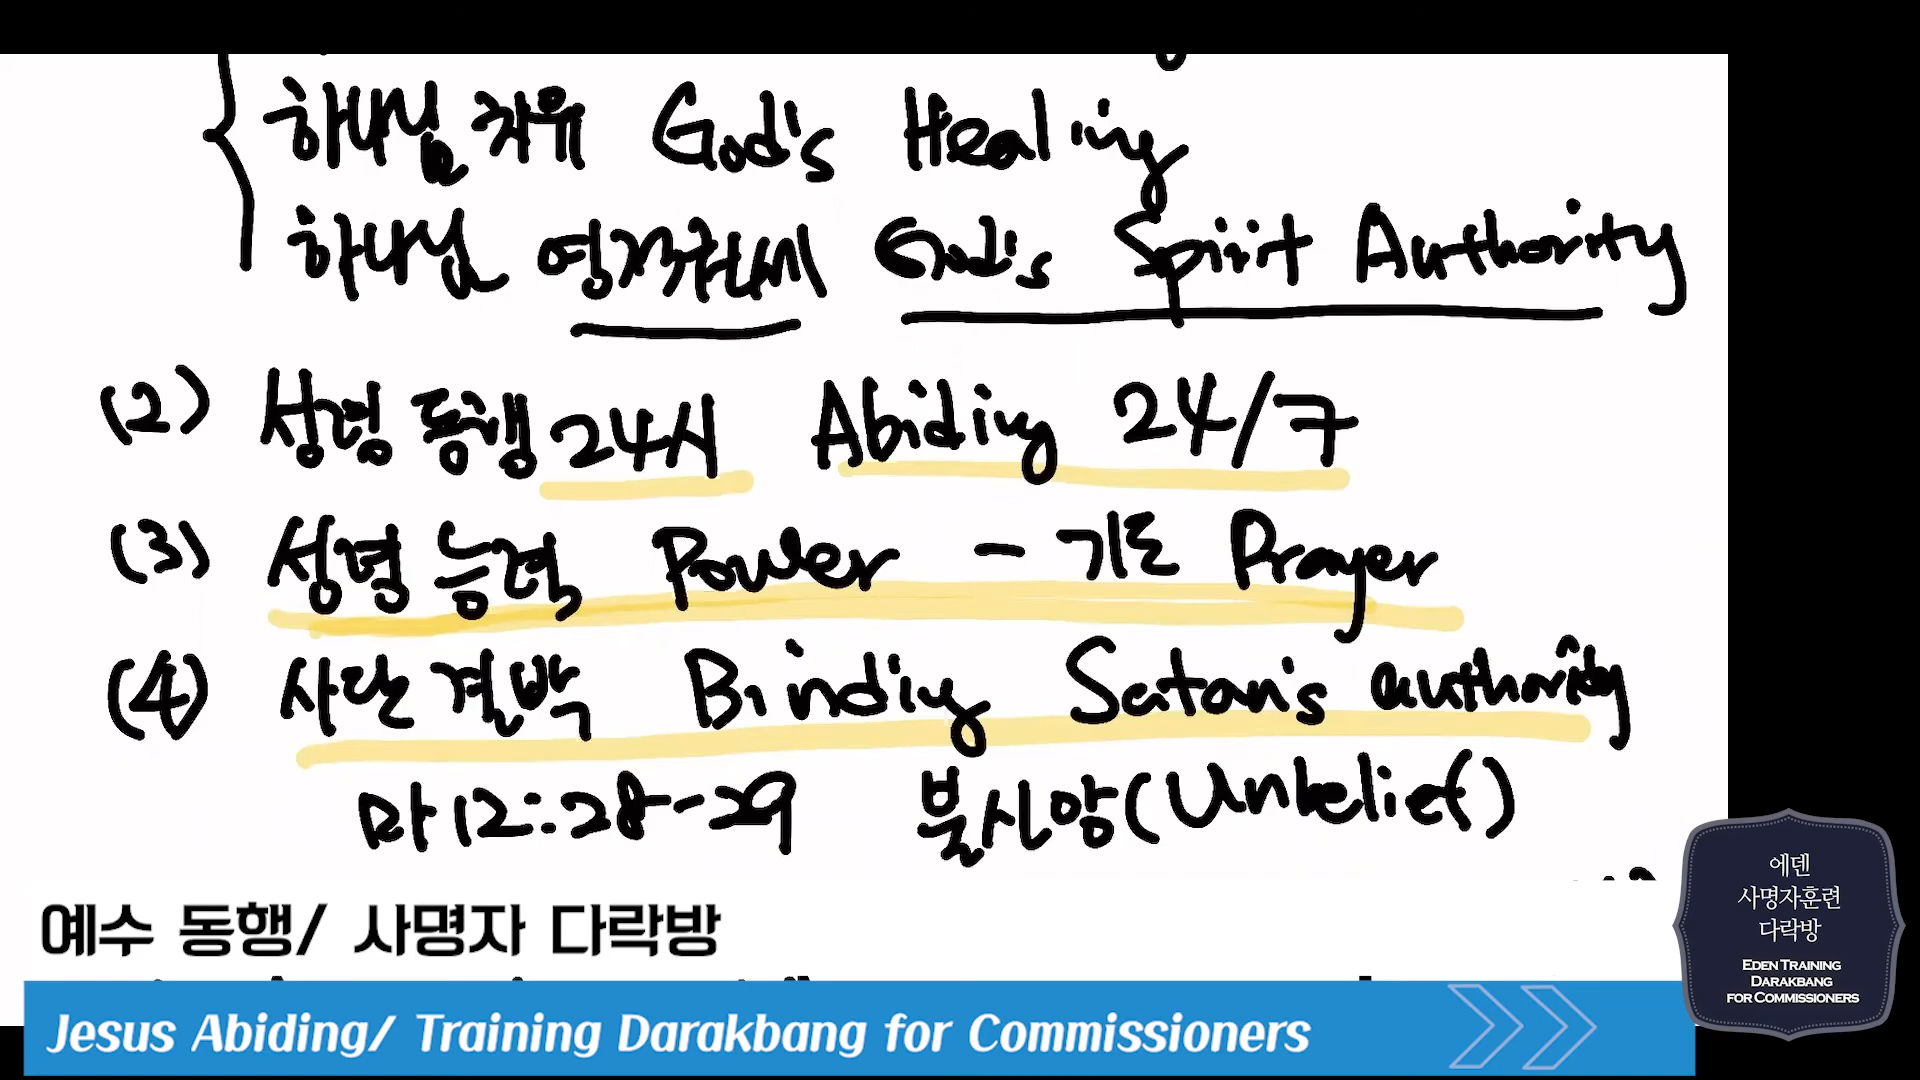 하나님 치유 God's Healing
하나님 영적권세 God's Spirit Authority
(2) 성령 동행 24시 Abiding 24/7
(3) 성령 능력 Power - 기도 Prayer
(4) 사단결박 Binding Satan's authority
마 12:28-29 불신앙 (Unbelief)
예수 동행/ 사명자 다락방
Jesus Abiding/ Training Darakbang for Commissioners
에덴
사명자훈련
다락방
EDEN TRAINING
DARAKBANG
FOR COMMISSIONERS